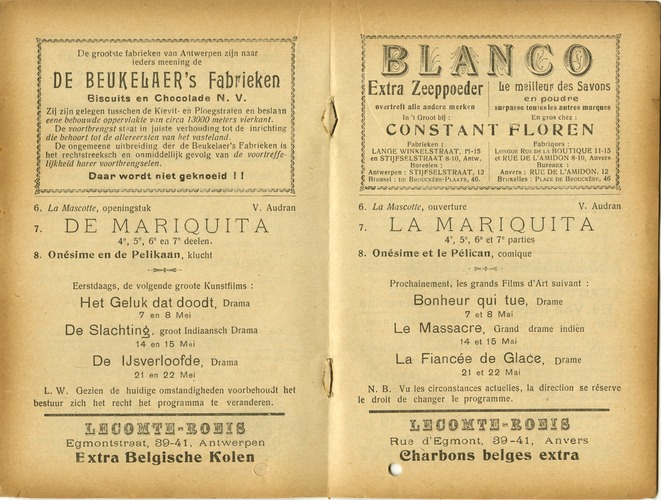 De grootste fabrieken van Antwerpen zijn naar
ieders meening de
DE BEUKELAER's Fabrieken
Biscuits en Chocolade N. V.
Zij zijn gelegen tusschen de Kievit- en Ploegstraten en beslaan
eene bebouwde oppervlakte van circa 13000 meters vierkant.
De voortbrengst staat in juiste verhouding tot de inrichting
die behoort tot de allereersten van het vasteland.
De ongemeene uitbreiding der de Beukelaer's Fabrieken is
het rechtstreeksch en onmiddellijk gevolg van de voortreffe-
lijkheid harer voortbrengselen.
Daar wordt niet geknoeid !!
6. La Mascotte, openingstuk V. Audran
7. DE MARIQUITA
4e, 5e, 6e en 7e deelen.
8. Onésime en de Pelikaan, klucht
Eerstdaags, de volgende groote Kunstfilms :
Het Geluk dat doodt, Drama
7 en 8 Mei
De Slachting, groot Indiaansch Drama
14 en 15 Mei
De IJsverloofde, Drama
21 en 22 Mei
L. W. Gezien de huidige omstandigheden voorbehoudt het
bestuur zich het recht het programma te veranderen.
LECOMTE-ROEIS
Egmontstraat, 39-41, Antwerpen
Extra Belgische Kolen
BLANCO
Extra Zeeppoeder
overtreft alle andere merken
Le meilleur des Savons
en poudre
surpasse toutes les autres marques
In 't Groot bij : En gros chez :
CONSTANT FLOREN
Fabrieken :
LANGE WINKELSTRAAT, 11-15
en STIJFSELSTRAAT 8-10, Antw.
Bureelen :
Antwerpen : STIJFSELSTRAAT, 12
Brussel : DE BROUCKÈRE-PLAATS, 46.
Fabriques :
LONGUE RUE DE LA BOUTIQUE 11-15
et RUE DE L'AMIDON 8-10, Anvers
Bureaux :
Anvers : RUE DE L'AMIDON, 12
Bruxelles : PLACE DE BROUCKÈRE, 46
6. La Mascotte, ouverture V. Audran
7. LA MARIQUITA
4e, 5e, 6e et 7e parties
8. Onésime et le Pélican, comique
Prochainement, les grands Films d'Art suivant :
Bonheur qui tue, Drame
7 et 8 Mai
Le Massacre, Grand drame indien
14 et 15 Mai
La Fiancée de Glace, Drame
21 et 22 Mai
N. B. Vu les circonstances actuelles, la direction se réserve
le droit de changer le programme.
LECOMTE-ROEIS
Rue d'Egmont, 39-41, Anvers
Charbons belges extra